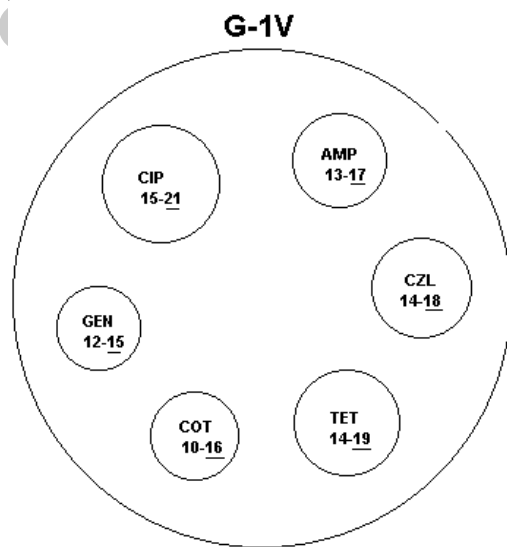 G-1V
CIP
15-21
AMP
13-17
CZL
14-18
GEN
12-15
COT
10-16
TET
14-19